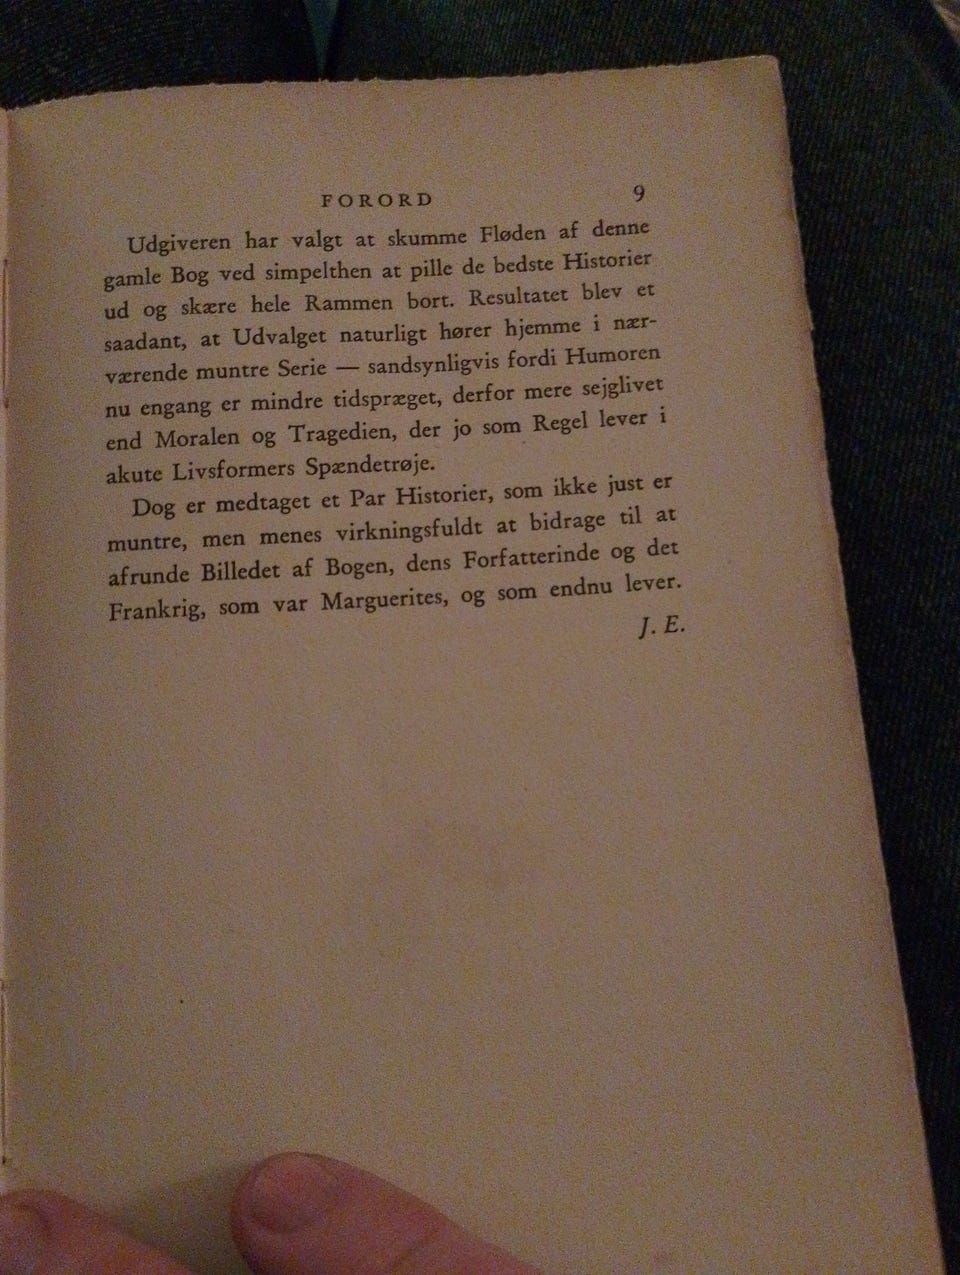 FORORD 9
Udgiveren har valgt at skumme Fløden af denne
gamle Bog ved simpelthen at pille de bedste Historier
ud og skære hele Rammen bort. Resultatet blev et
saadant, at Udvalget naturligt hører hjemme i nær-
værende muntre Serie — sandsynligvis fordi Humoren
nu engang er mindre tidspræget, derfor mere sejglivet
end Moralen og Tragedien, der jo som Regel lever i
akute Livsformers Spændetrøje.
Dog er medtaget et Par Historier, som ikke just er
muntre, men menes virkningsfuldt at bidrage til at
afrunde Billedet af Bogen, dens Forfatterinde og det
Frankrig, som var Marguerites, og som endnu lever.
J. E.